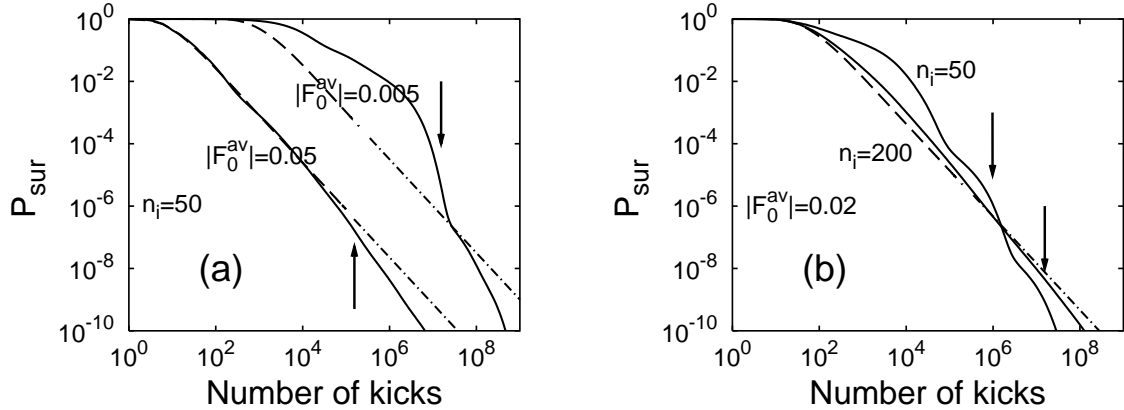 10^0
10^-2
10^-4
10^-6
10^-8
10^-10
P_sur
|F_0^av|=0.005
|F_0^av|=0.05
n_i=50
(a)
10^0 10^2 10^4 10^6 10^8
Number of kicks
10^0
10^-2
10^-4
10^-6
10^-8
10^-10
P_sur
n_i=50
n_i=200
|F_0^av|=0.02
(b)
10^0 10^2 10^4 10^6 10^8
Number of kicks